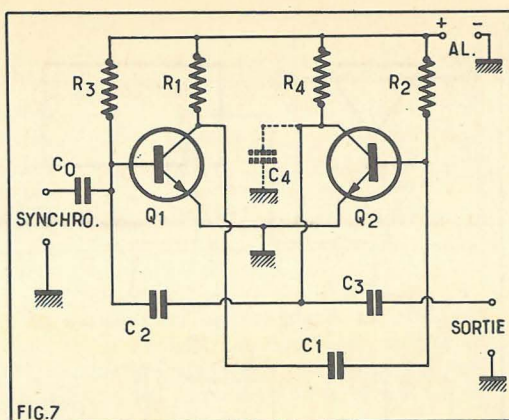 + -
AL.
R3
R1
R4
R2
C0
C4
Q1
Q2
SYNCHRO.
C2
C3
SORTIE
C1
FIG.7